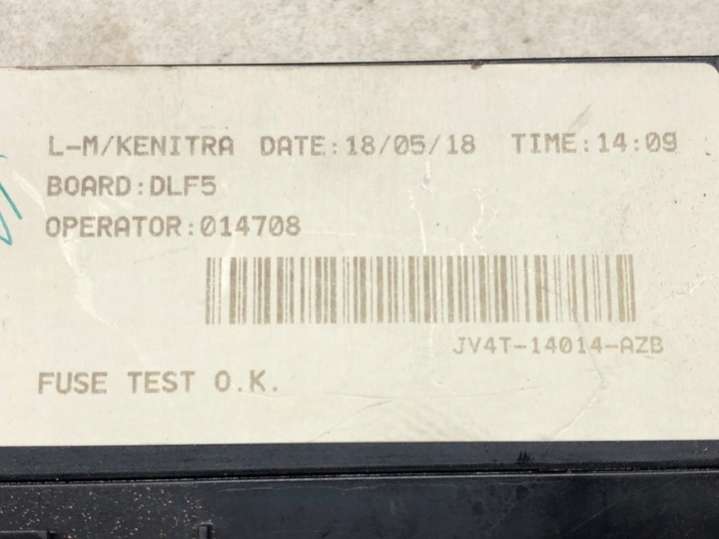 L-M/KENITRA DATE:18/05/18 TIME:14:09
BOARD:DLF5
OPERATOR:014708
JV4T-14014-AZB
FUSE TEST O.K.